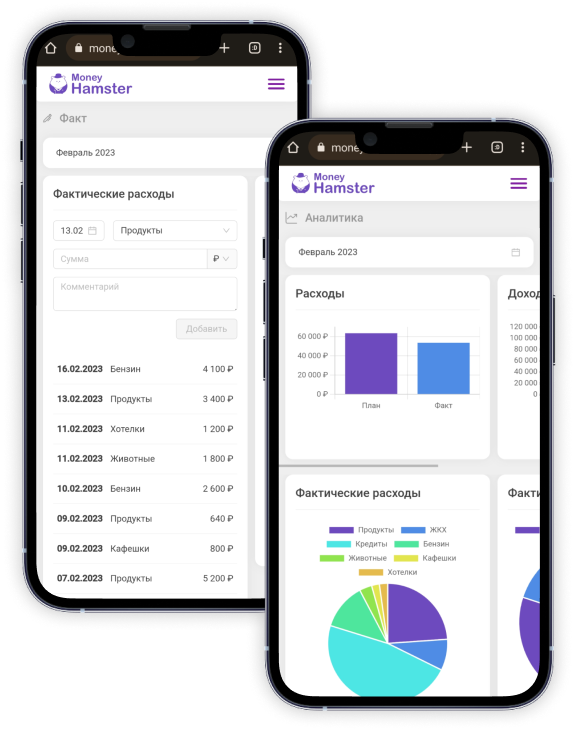 money
Money
Hamster
Факт
Февраль 2023
Фактические расходы
13.02
Продукты
Сумма
₽
Комментарий
Добавить
16.02.2023 Бензин 4 100 ₽
13.02.2023 Продукты 3 400 ₽
11.02.2023 Хотелки 1 200 ₽
11.02.2023 Животные 1 800 ₽
10.02.2023 Бензин 2 600 ₽
09.02.2023 Продукты 640 ₽
09.02.2023 Кафешки 800 ₽
07.02.2023 Продукты 5 200 ₽
money
Money
Hamster
Аналитика
Февраль 2023
Расходы
60 000 ₽
40 000 ₽
20 000 ₽
0 ₽
План Факт
Доход
120 000
100 000
80 000
60 000
40 000
20 000
0
Фактические расходы
Продукты ЖКХ
Кредиты Бензин
Животные Кафешки
Хотелки
Факти